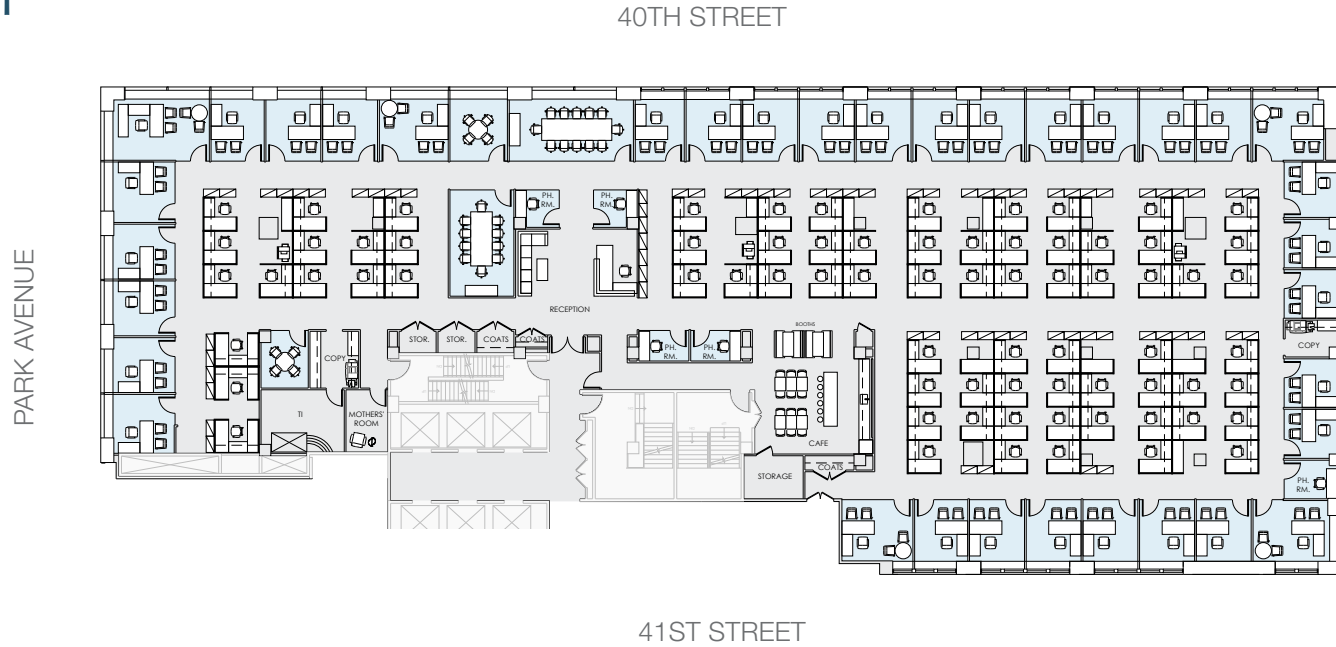 40TH STREET
PARK AVENUE
PH.
RM.
PH.
RM.
RECEPTION
BOOTHS
STOR.
STOR.
COATS
COATS
COPY
PH.
RM.
PH.
RM.
COPY
TI
MOTHERS'
ROOM
CAFE
COATS
STORAGE
PH.
RM.
41ST STREET